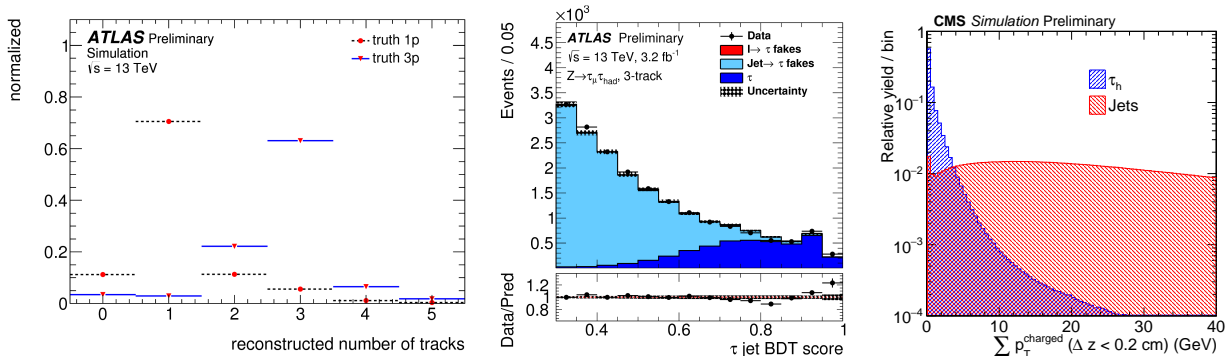 ATLAS Preliminary
Simulation
√s = 13 TeV
truth 1p
truth 3p
normalized
1
0.8
0.6
0.4
0.2
0
0 1 2 3 4 5
reconstructed number of tracks
×10³
ATLAS Preliminary
√s = 13 TeV, 3.2 fb⁻¹
Z→τμτhad, 3-track
Data
l→ τ fakes
Jet→ τ fakes
τ
Uncertainty
Events / 0.05
4.5
4
3.5
3
2.5
2
1.5
1
0.5
Data/Pred
1.2
1
0.8
0.4 0.6 0.8 1
τ jet BDT score
CMS Simulation Preliminary
τh
Jets
Relative yield / bin
1
10⁻¹
10⁻²
10⁻³
10⁻⁴
0 10 20 30 40
∑ pTcharged (Δ z < 0.2 cm) (GeV)